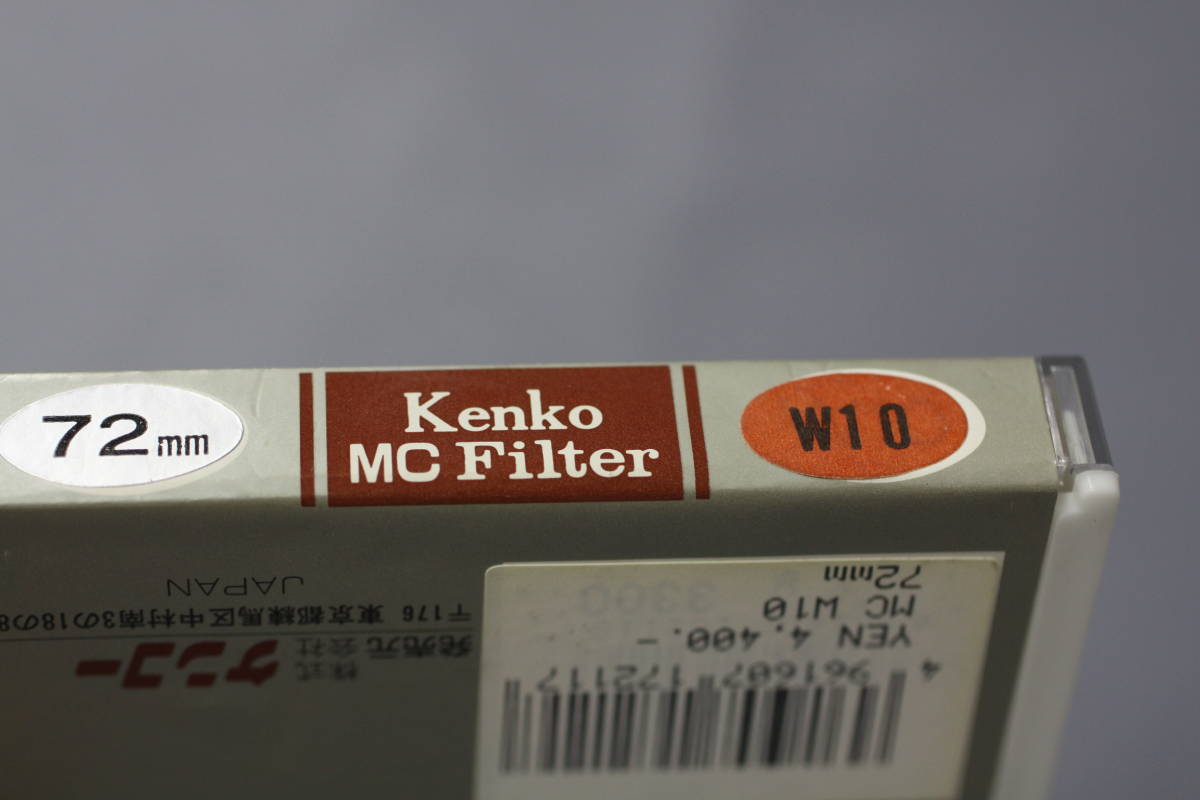 72mm
Kenko
MC Filter
W10
株式会社 ケンコー
発売元
〒176 東京都練馬区中村南3の18の8
JAPAN
4 961607 172117
YEN 4,400.-
MC W10
72mm
3300